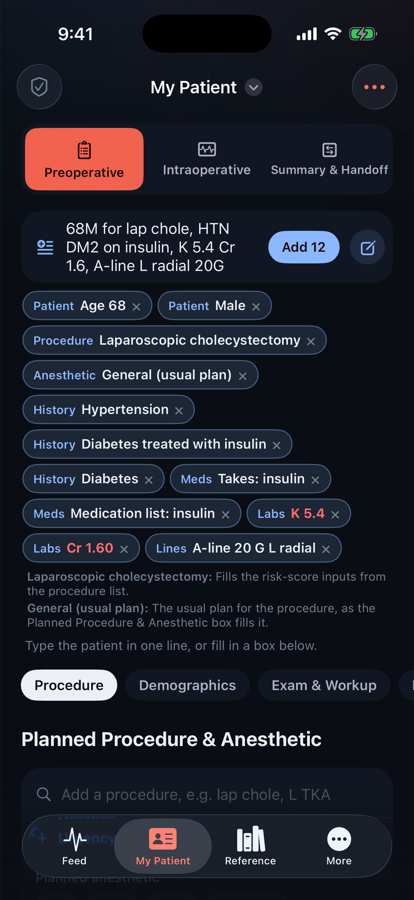 9:41
My Patient
Preoperative
Intraoperative
Summary & Handoff
68M for lap chole, HTN
DM2 on insulin, K 5.4 Cr
1.6, A-line L radial 20G
Add 12
Patient Age 68 ×
Patient Male ×
Procedure Laparoscopic cholecystectomy ×
Anesthetic General (usual plan) ×
History Hypertension ×
History Diabetes treated with insulin ×
History Diabetes ×
Meds Takes: insulin ×
Meds Medication list: insulin ×
Labs K 5.4 ×
Labs Cr 1.60 ×
Lines A-line 20 G L radial ×
Laparoscopic cholecystectomy: Fills the risk-score inputs from
the procedure list.
General (usual plan): The usual plan for the procedure, as the
Planned Procedure & Anesthetic box fills it.
Type the patient in one line, or fill in a box below.
Procedure
Demographics
Exam & Workup
Planned Procedure & Anesthetic
Add a procedure, e.g. lap chole, L TKA
Feed
My Patient
Reference
More
Planned anesthetic